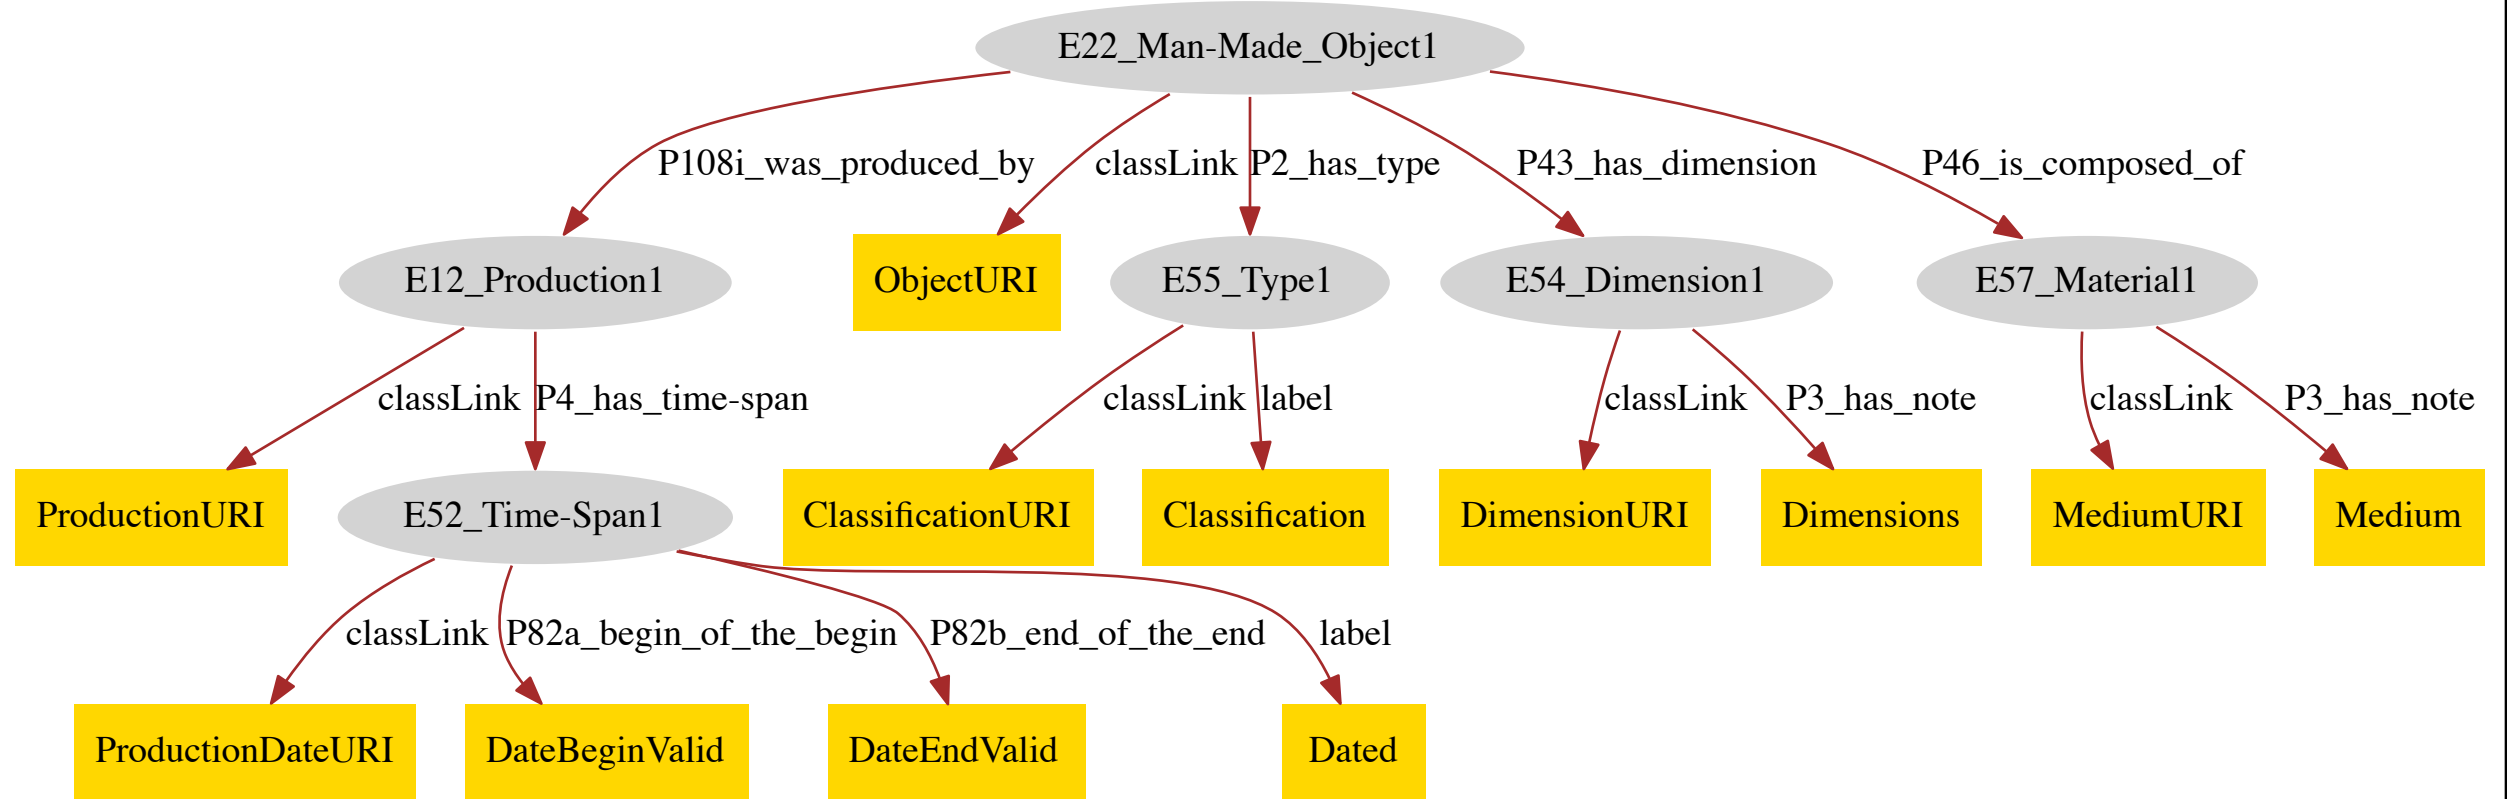 E22_Man-Made_Object1
P108i_was_produced_by
classLink
P2_has_type
P43_has_dimension
P46_is_composed_of
E12_Production1
ObjectURI
E55_Type1
E54_Dimension1
E57_Material1
classLink
P4_has_time-span
classLink
label
classLink
P3_has_note
classLink
P3_has_note
ProductionURI
E52_Time-Span1
ClassificationURI
Classification
DimensionURI
Dimensions
MediumURI
Medium
classLink
P82a_begin_of_the_begin
P82b_end_of_the_end
label
ProductionDateURI
DateBeginValid
DateEndValid
Dated